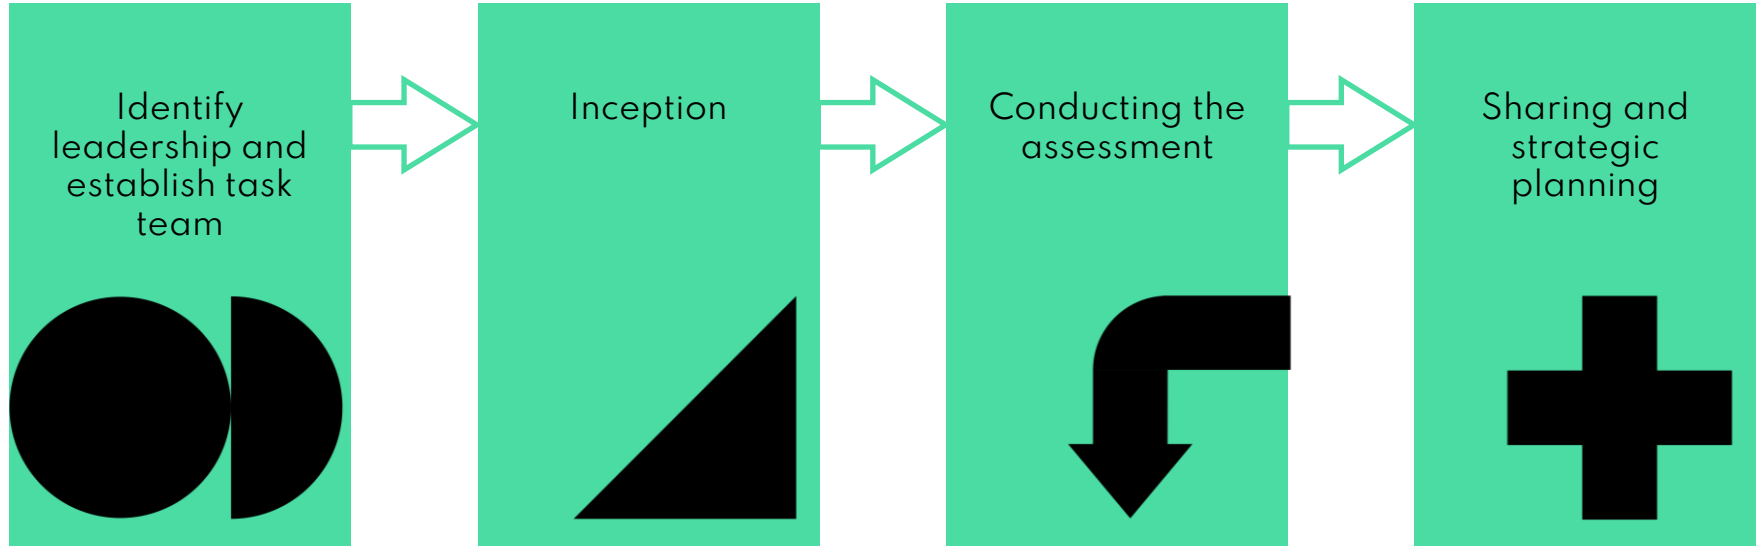 Identify
leadership and
establish task
team
Inception
Conducting the
assessment
Sharing and
strategic
planning